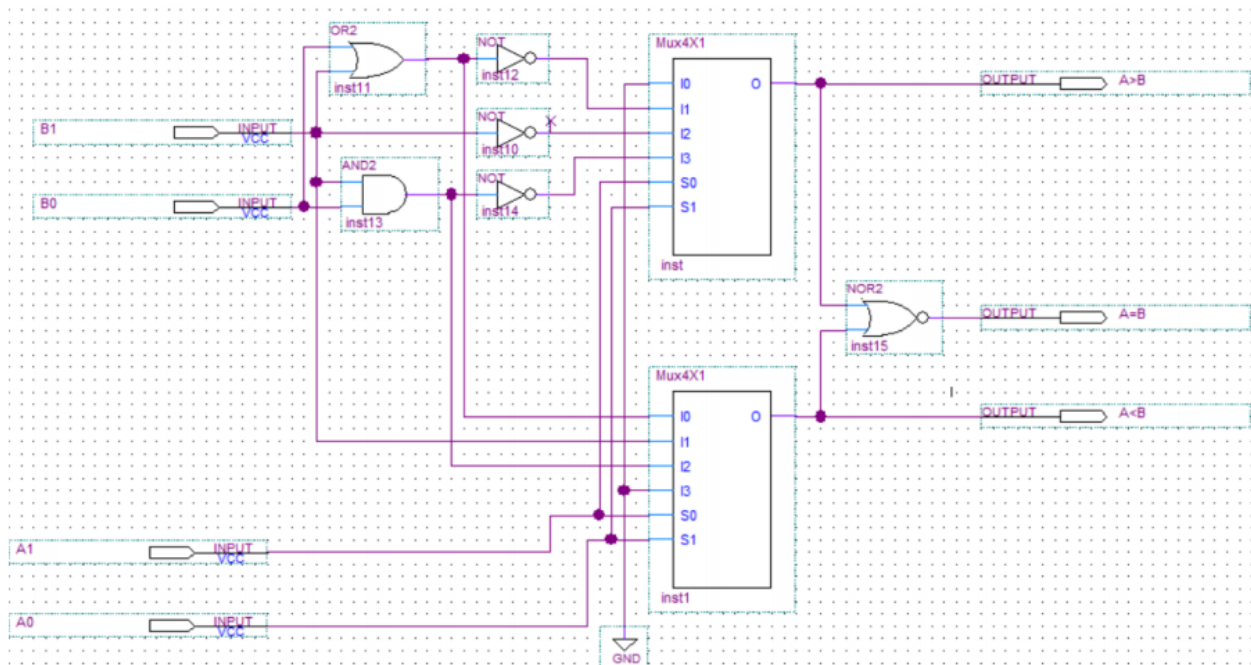 OR2
inst11
NOT
inst12
B1
INPUT
VCC
NOT
inst10
B0
INPUT
VCC
AND2
inst13
NOT
inst14
Mux4X1
I0
I1
I2
I3
S0
S1
O
inst
OUTPUT
A>B
NOR2
inst15
OUTPUT
A=B
Mux4X1
I0
I1
I2
I3
S0
S1
O
inst1
OUTPUT
A<B
A1
INPUT
VCC
A0
INPUT
VCC
GND